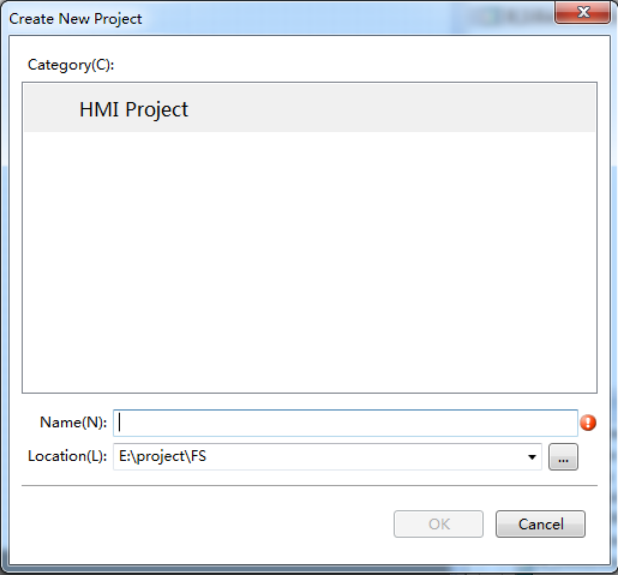 Create New Project
Category(C):
HMI Project
Name(N):
Location(L): E:\project\FS ...
OK Cancel